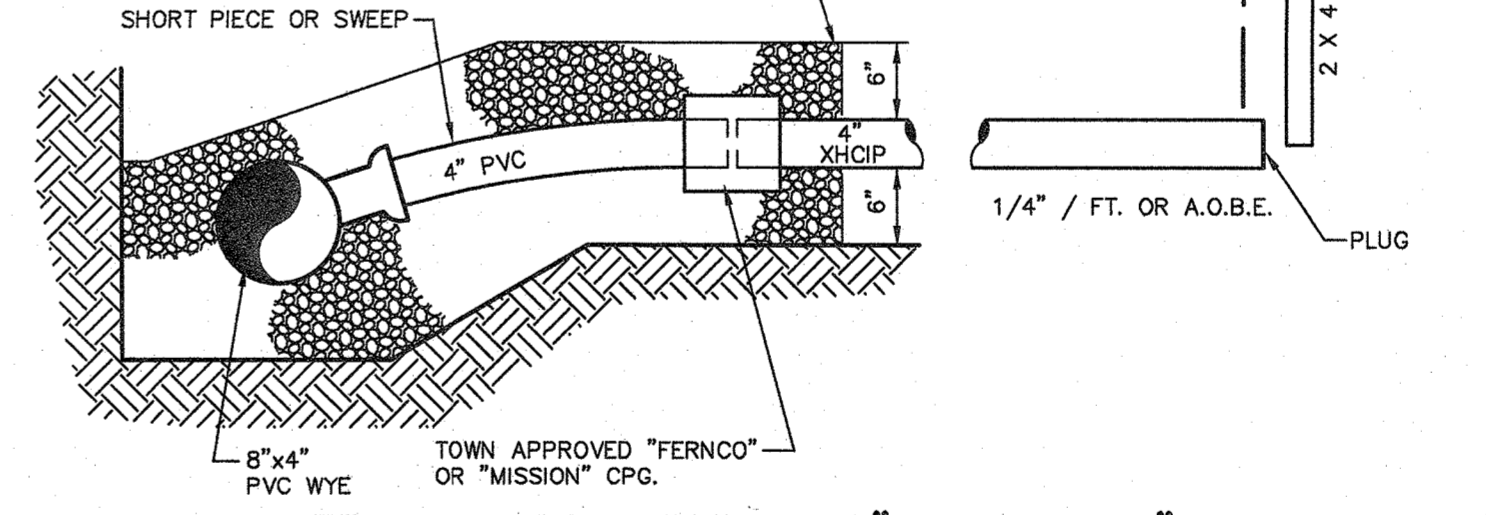 SHORT PIECE OR SWEEP
2 X 4
6"
4" PVC
4"
XHCIP
6"
1/4" / FT. OR A.O.B.E.
PLUG
8"x4"
PVC WYE
TOWN APPROVED "FERNCO"
OR "MISSION" CPG.